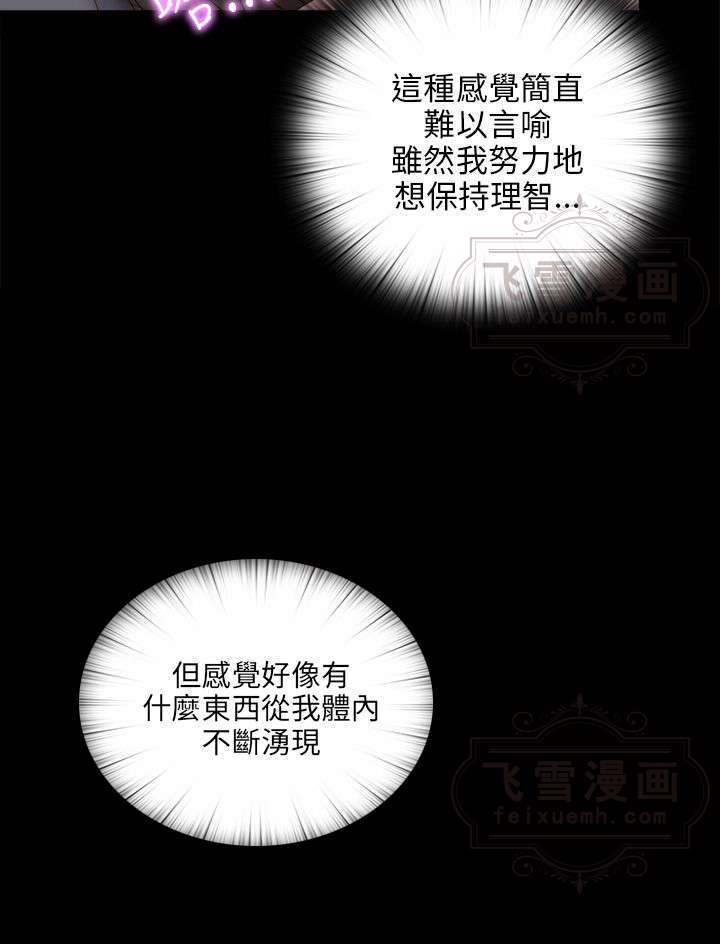 這種感覺簡直
難以言喻
雖然我努力地
想保持理智...
飞雪漫画
feixuemh.com
但感覺好像有
什麼東西從我體內
不斷湧現
飞雪漫画
feixuemh.com